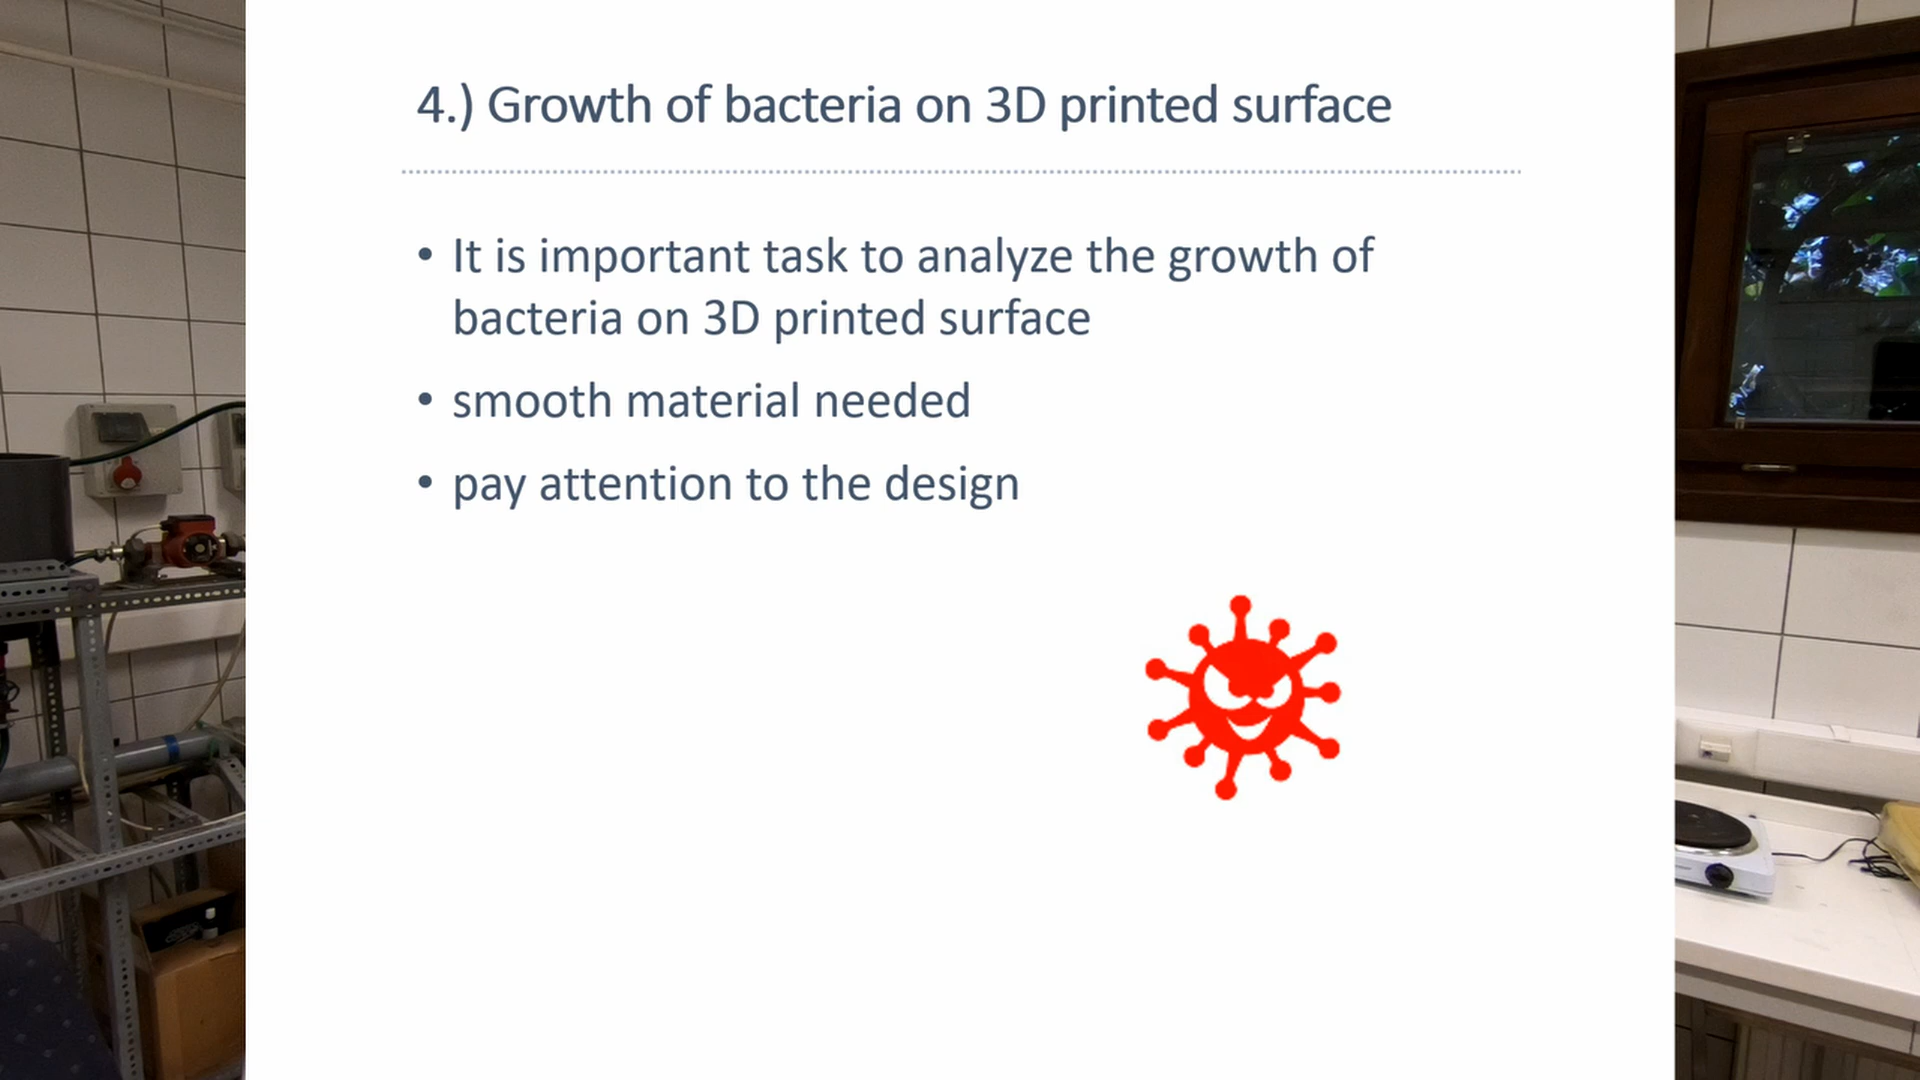 4.) Growth of bacteria on 3D printed surface
• It is important task to analyze the growth of
bacteria on 3D printed surface
• smooth material needed
• pay attention to the design